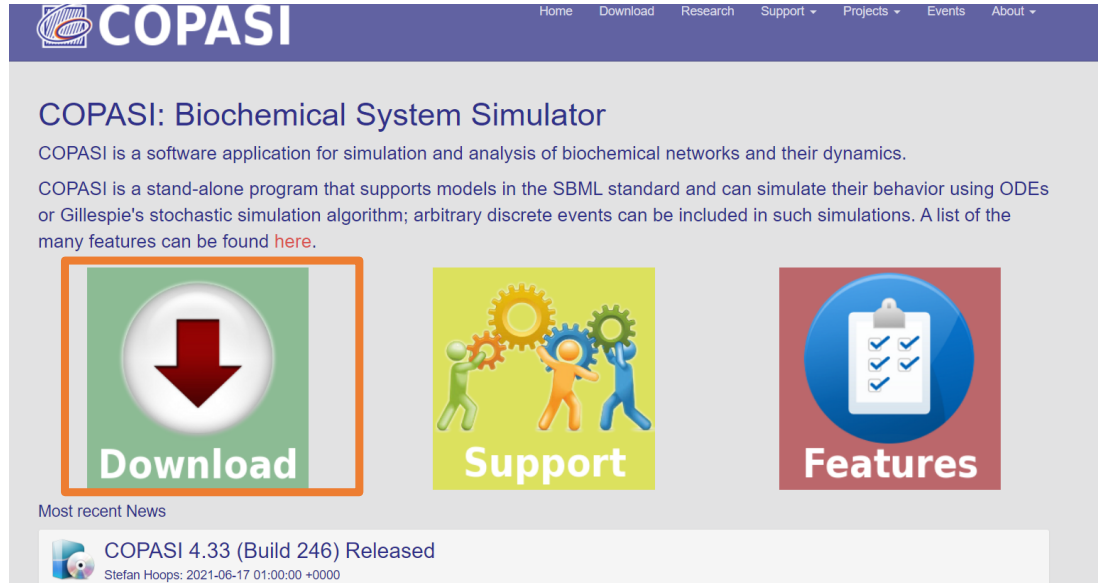 COPASI
Home Download Research Support Projects Events About
COPASI: Biochemical System Simulator
COPASI is a software application for simulation and analysis of biochemical networks and their dynamics.
COPASI is a stand-alone program that supports models in the SBML standard and can simulate their behavior using ODEs
or Gillespie's stochastic simulation algorithm; arbitrary discrete events can be included in such simulations. A list of the
many features can be found here.
Download
Support
Features
Most recent News
COPASI 4.33 (Build 246) Released
Stefan Hoops: 2021-06-17 01:00:00 +0000